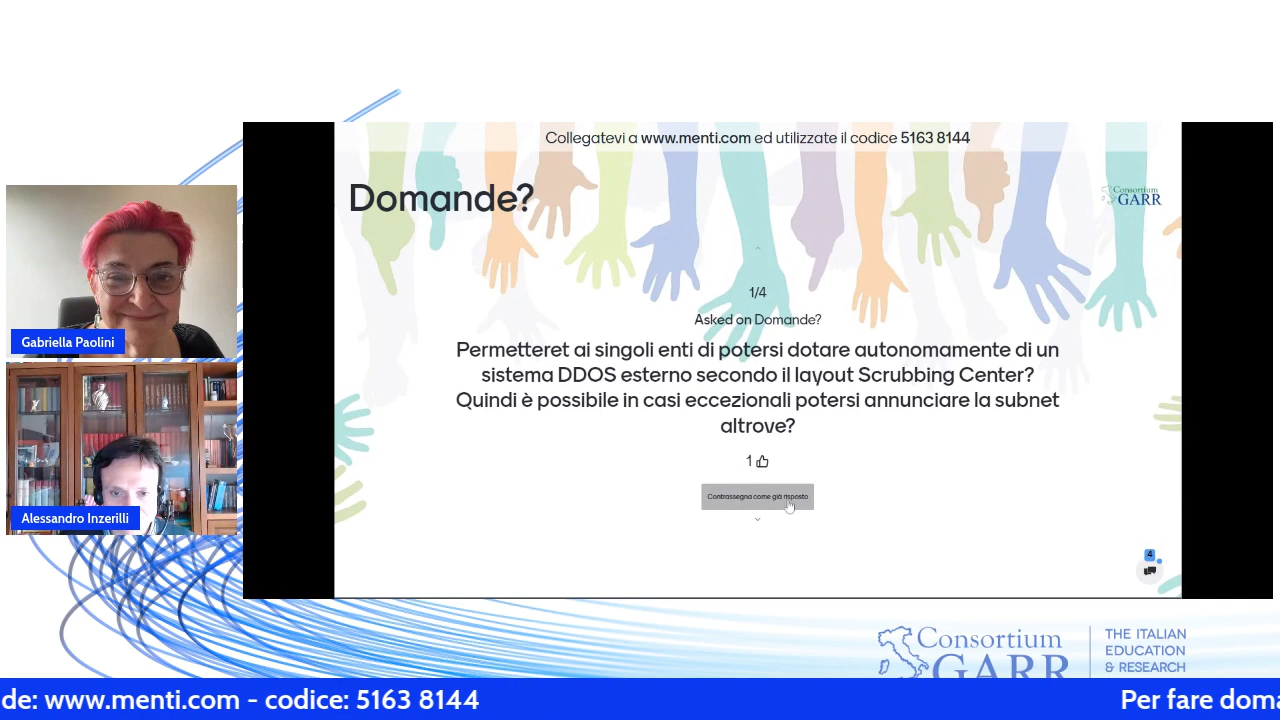 Collegatevi a www.menti.com ed utilizzate il codice 5163 8144
Domande?
Consortium
GARR
1/4
Asked on Domande?
Permetteret ai singoli enti di potersi dotare autonomamente di un
sistema DDOS esterno secondo il layout Scrubbing Center?
Quindi è possibile in casi eccezionali potersi annunciare la subnet
altrove?
1
Contrassegna come già risposto
4
Gabriella Paolini
Alessandro Inzerilli
Consortium
GARR
THE ITALIAN
EDUCATION
& RESEARCH
de: www.menti.com - codice: 5163 8144
Per fare doma